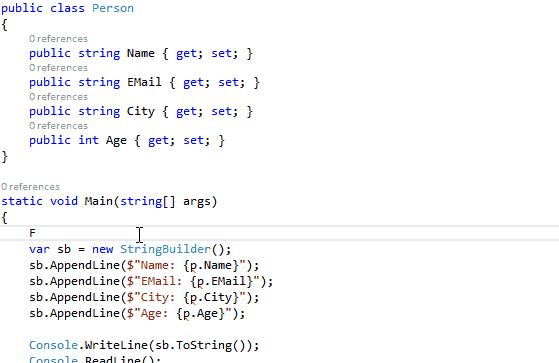 public class Person
{
0 references
public string Name { get; set; }
0 references
public string EMail { get; set; }
0 references
public string City { get; set; }
0 references
public int Age { get; set; }
}
0 references
static void Main(string[] args)
{
F
var sb = new StringBuilder();
sb.AppendLine($"Name: {p.Name}");
sb.AppendLine($"EMail: {p.EMail}");
sb.AppendLine($"City: {p.City}");
sb.AppendLine($"Age: {p.Age}");
Console.WriteLine(sb.ToString());
Console.ReadLine();